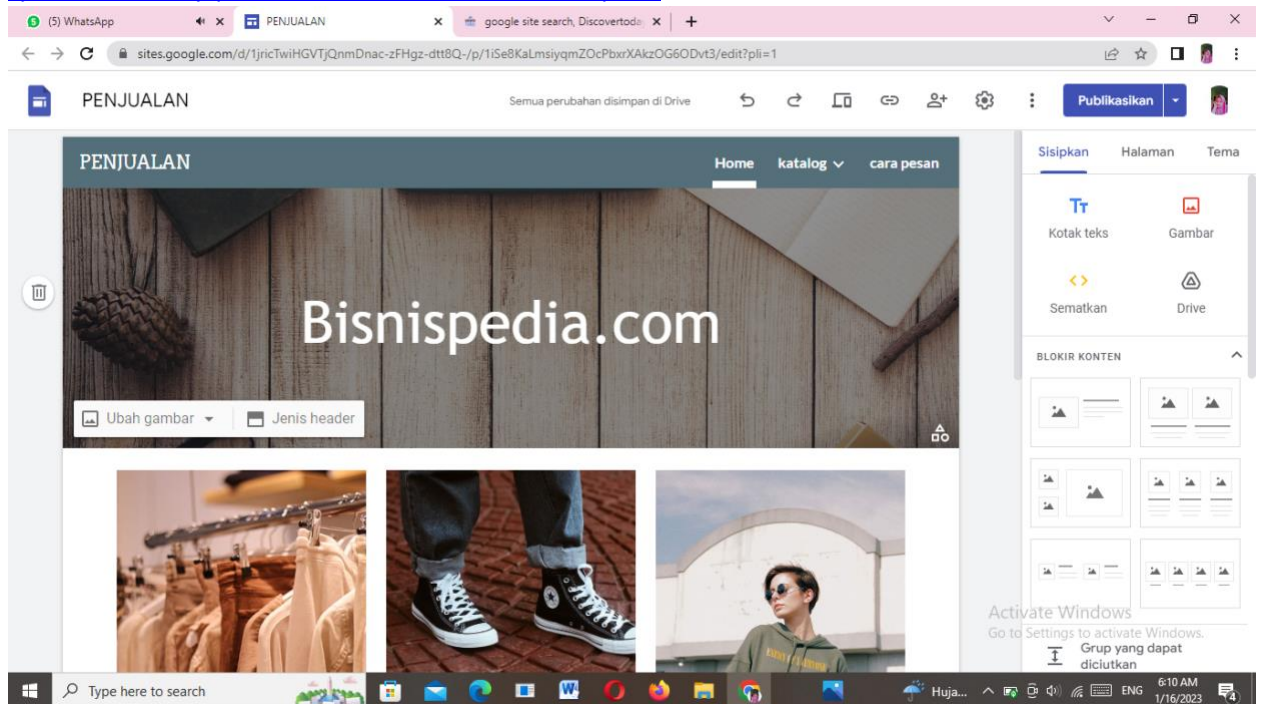 (5) WhatsApp
PENJUALAN
google site search, Discovertoda
sites.google.com/d/1jricTwiHGVTjQnmDnac-zFHgz-dtt8Q-/p/1iSe8KaLmsiyqmZOcPbxrXAkzOG6ODvt3/edit?pli=1
PENJUALAN
Semua perubahan disimpan di Drive
Publikasikan
PENJUALAN
Home katalog cara pesan
Sisipkan Halaman Tema
Kotak teks Gambar
Sematkan Drive
Bisnispedia.com
BLOKIR KONTEN
Ubah gambar Jenis header
Activate Windows
Go to Settings to activate Windows.
Grup yang dapat
diciutkan
Type here to search
Huja...
ENG
6:10 AM
1/16/2023
4